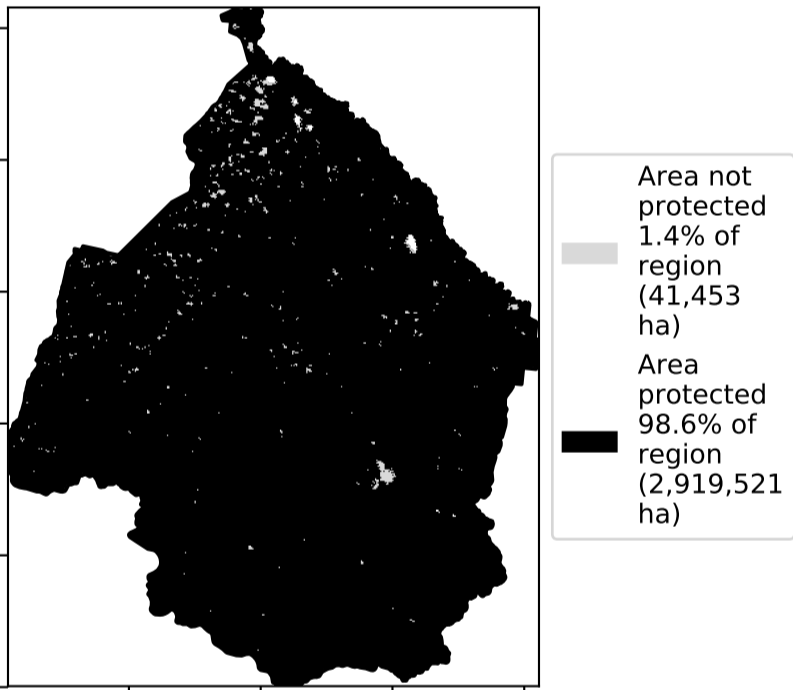 Area not
protected
1.4% of
region
(41,453
ha)
Area
protected
98.6% of
region
(2,919,521
ha)